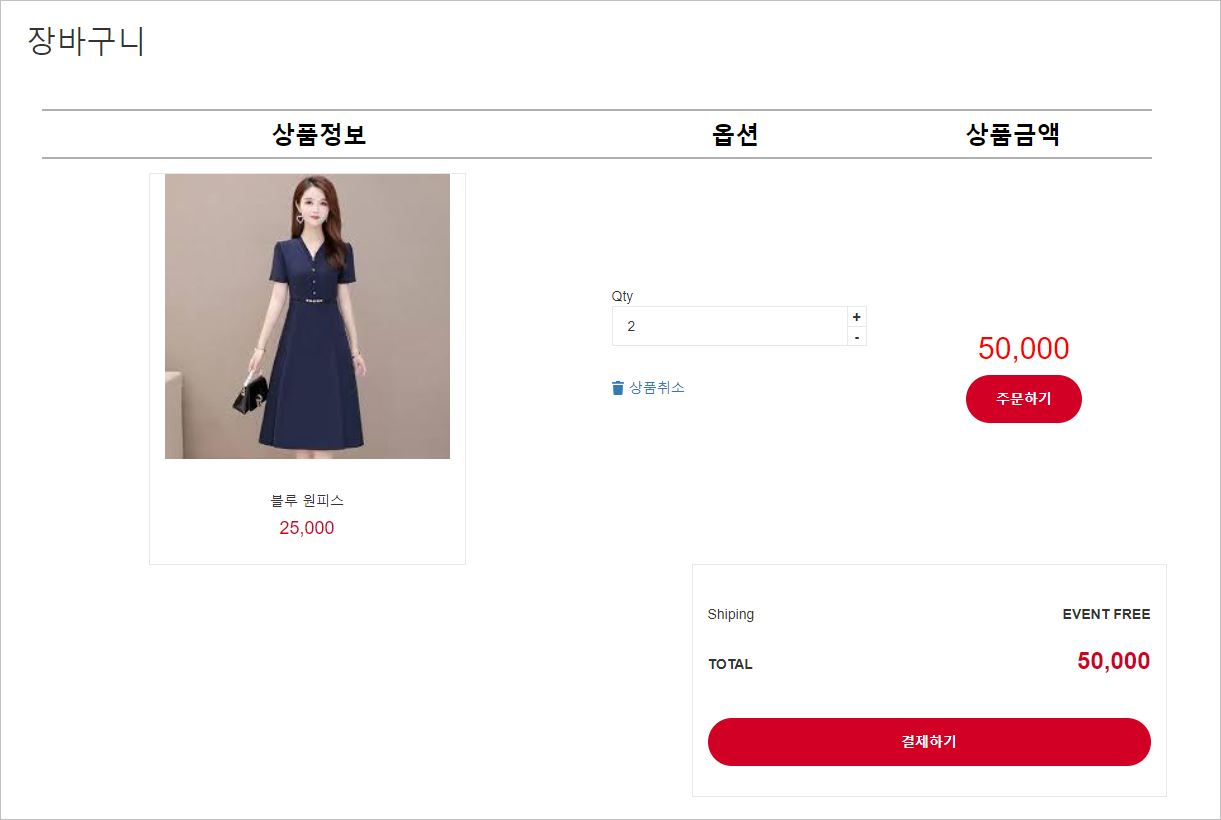 장바구니
상품정보 옵션 상품금액
Qty
2 +
-
상품취소
50,000
주문하기
블루 원피스
25,000
Shiping EVENT FREE
TOTAL 50,000
결제하기